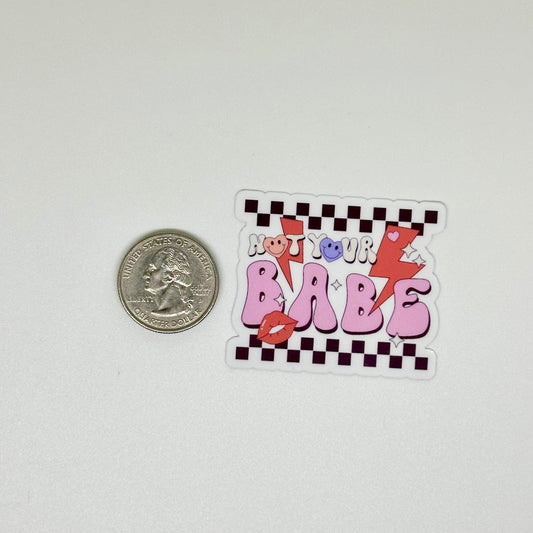 UNITED STATES OF AMERICA
LIBERTY
QUARTER DOLLAR
NOT YOUR
BABE